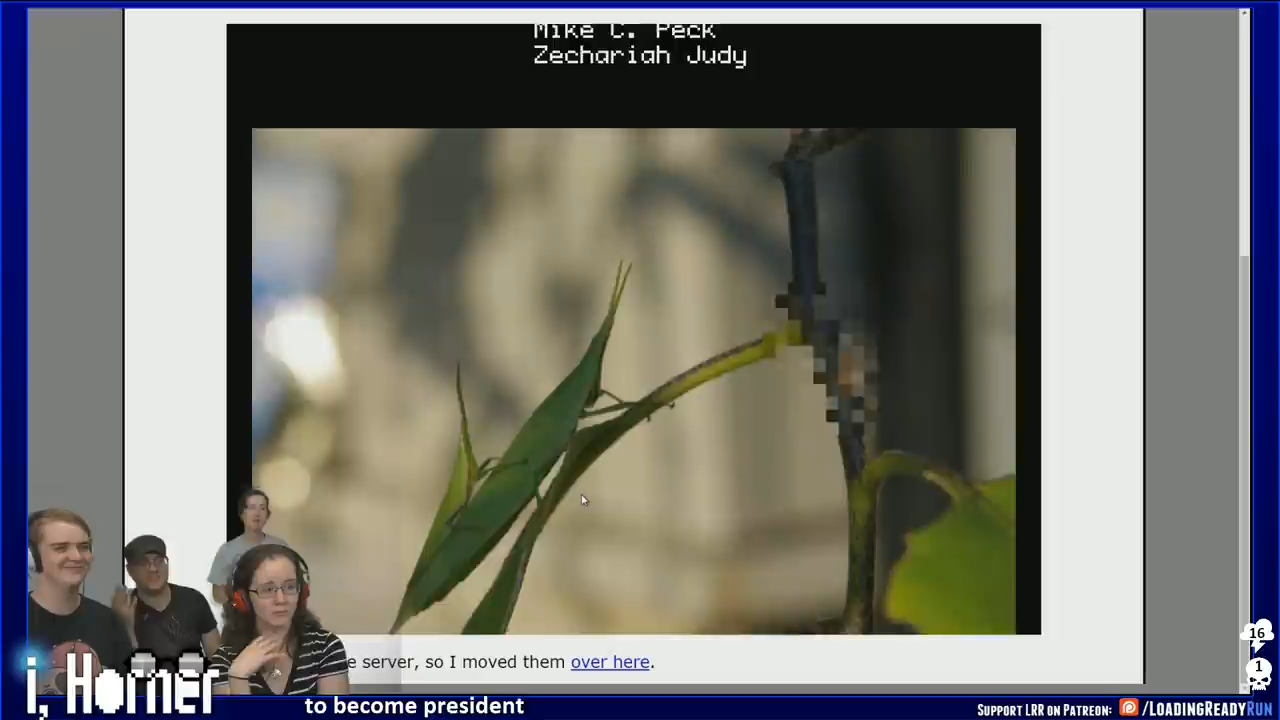 Mike C. Peck
Zechariah Judy
e server, so I moved them over here.
16
1
i, Horner
to become president
SUPPORT LRR ON PATREON: /LOADINGREADYRUN